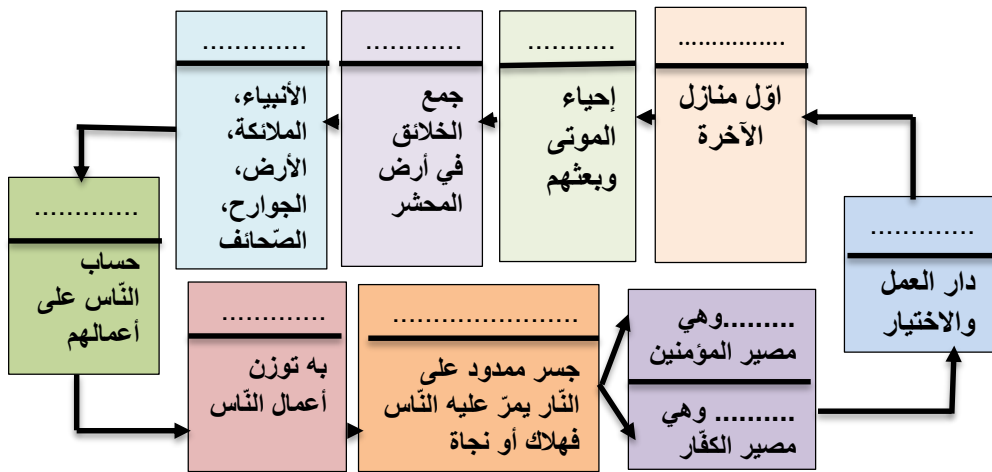 ................
اوّل منازل
الآخرة
...........
إحياء
الموتى
وبعثهم
............
جمع
الخلائق
في أرض
المحشر
.............
الأنبياء،
الملائكة،
الأرض،
الجوارح،
الصّحائف
.............
حساب
النّاس على
أعمالهم
.............
به توزن
أعمال النّاس
.......................
جسر ممدود على
النّار يمرّ عليه النّاس
فهلاك أو نجاة
.........وهي
مصير المؤمنين
.......... وهي
مصير الكفّار
.............
دار العمل
والاختيار